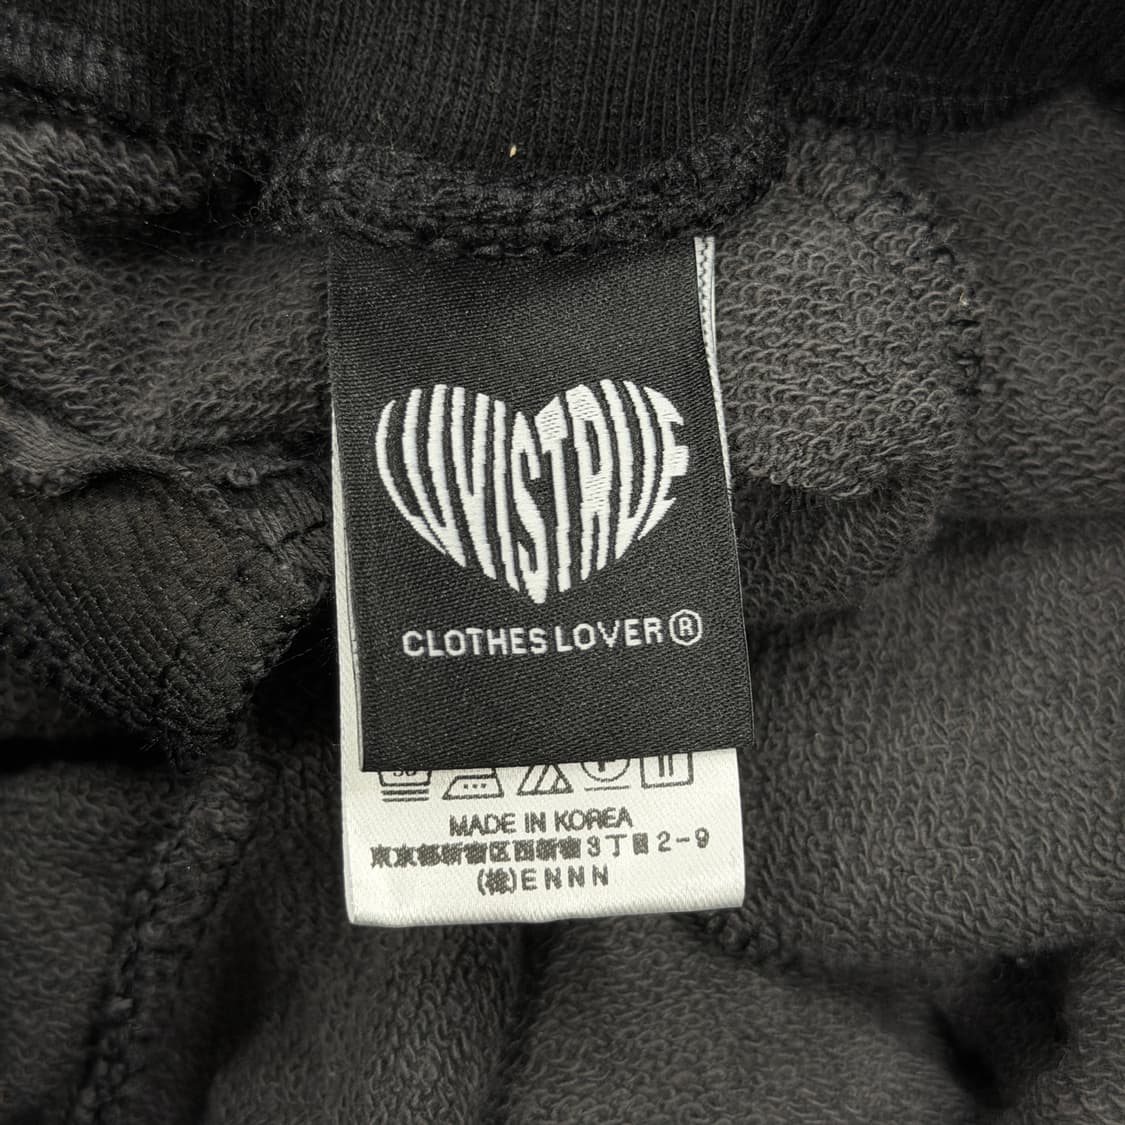 LUVISTRUE
CLOTHES LOVER®
30
MADE IN KOREA
東京都新宿区西新宿3丁目2-9
(株)ENNN